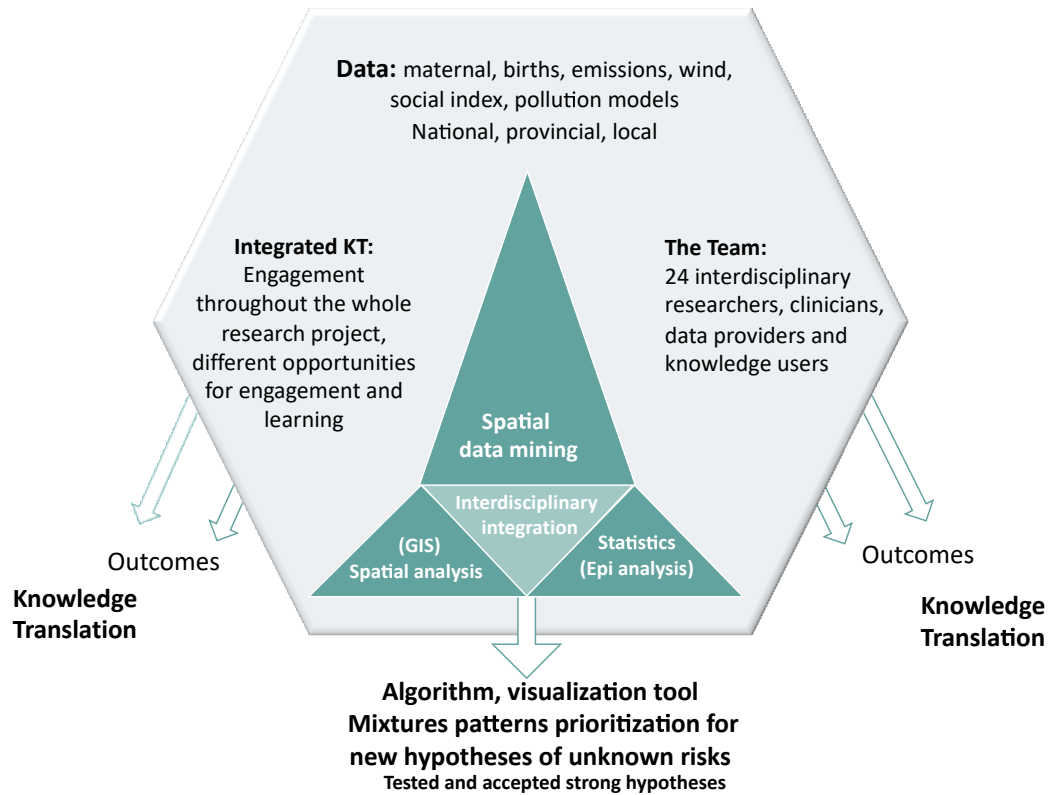 Data: maternal, births, emissions, wind,
social index, pollution models
National, provincial, local
Integrated KT:
Engagement
throughout the whole
research project,
different opportunities
for engagement and
learning
The Team:
24 interdisciplinary
researchers, clinicians,
data providers and
knowledge users
Spatial
data mining
Interdisciplinary
integration
(GIS)
Spatial analysis
Statistics
(Epi analysis)
Outcomes
Knowledge
Translation
Outcomes
Knowledge
Translation
Algorithm, visualization tool
Mixtures patterns prioritization for
new hypotheses of unknown risks
Tested and accepted strong hypotheses